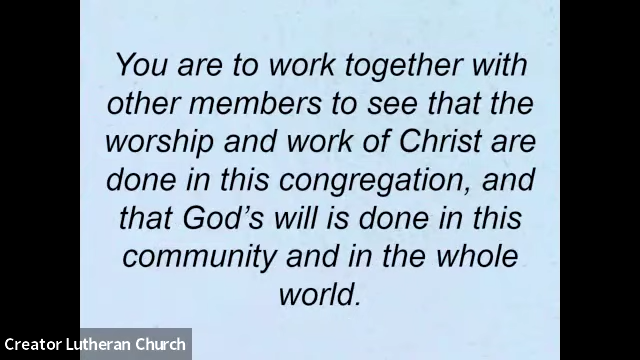 You are to work together with
other members to see that the
worship and work of Christ are
done in this congregation, and
that God's will is done in this
community and in the whole
world.
Creator Lutheran Church